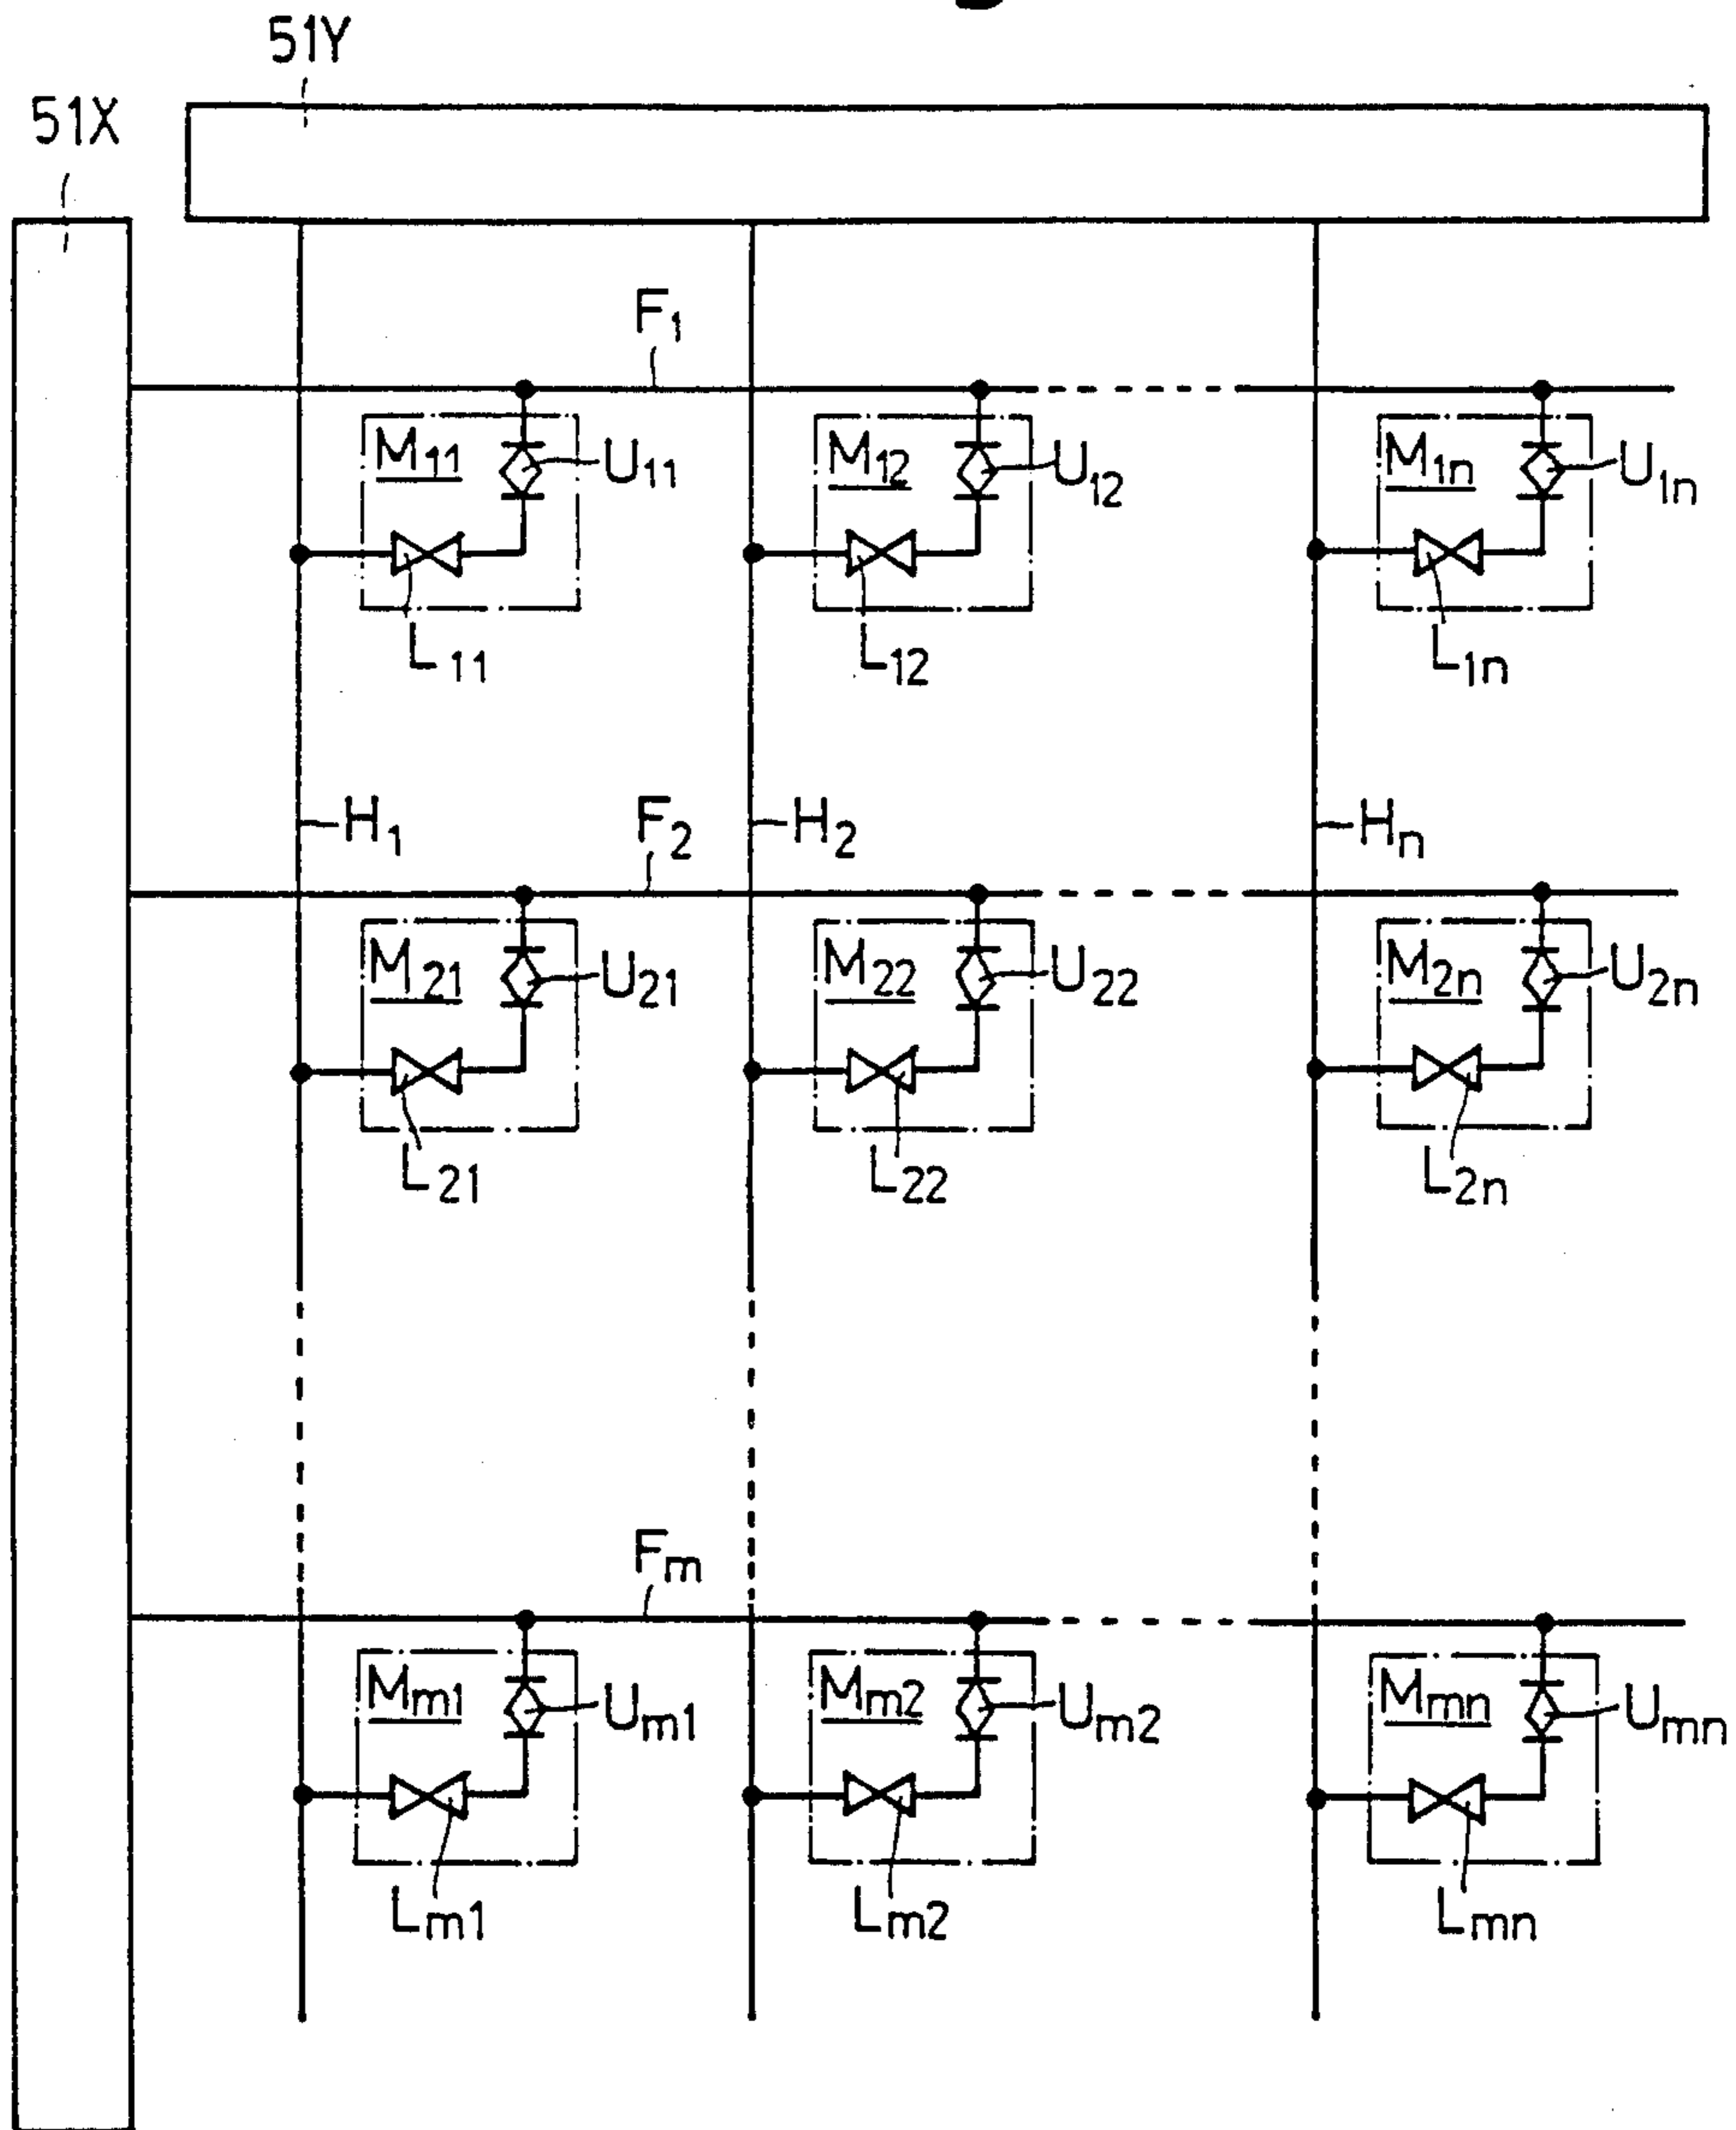 51Y
51X
F₁
M₁₁ U₁₁ M₁₂ U₁₂ M₁ₙ U₁ₙ
L₁₁ L₁₂ L₁ₙ
H₁ F₂ H₂ Hₙ
M₂₁ U₂₁ M₂₂ U₂₂ M₂ₙ U₂ₙ
L₂₁ L₂₂ L₂ₙ
Fₘ
Mₘ₁ Uₘ₁ Mₘ₂ Uₘ₂ Mₘₙ Uₘₙ
Lₘ₁ Lₘ₂ Lₘₙ